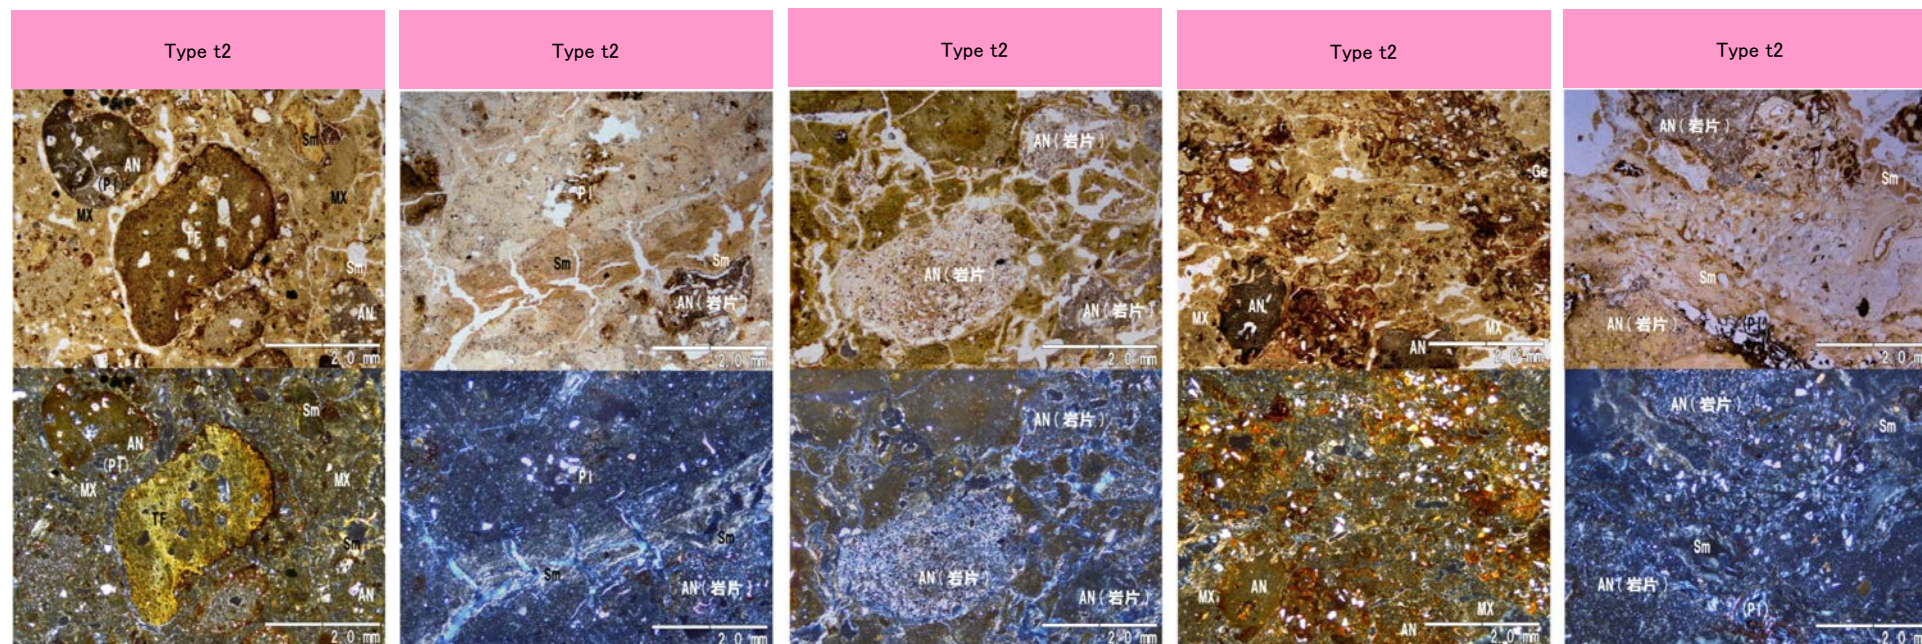 Type t2
Type t2
Type t2
Type t2
Type t2
AN
(Pl)
MX
Sm
MX
TF
Sm
AN
2.0 mm
Pl
Sm
Sm
AN(岩片)
2.0 mm
AN(岩片)
AN(岩片)
AN(岩片)
2.0 mm
Ge
MX
AN
AN
MX
2.0 mm
AN(岩片)
Sm
Sm
AN(岩片)
(Pl)
2.0 m
AN
(Pl)
MX
Sm
MX
TF
Sm
AN
2.0 mm
Pl
Sm
Sm
AN(岩片)
2.0 mm
AN(岩片)
AN(岩片)
AN(岩片)
2.0 mm
MX
AN
AN
MX
2.0 mm
AN(岩片)
Sm
Sm
AN(岩片)
(Pl)
2.0 m